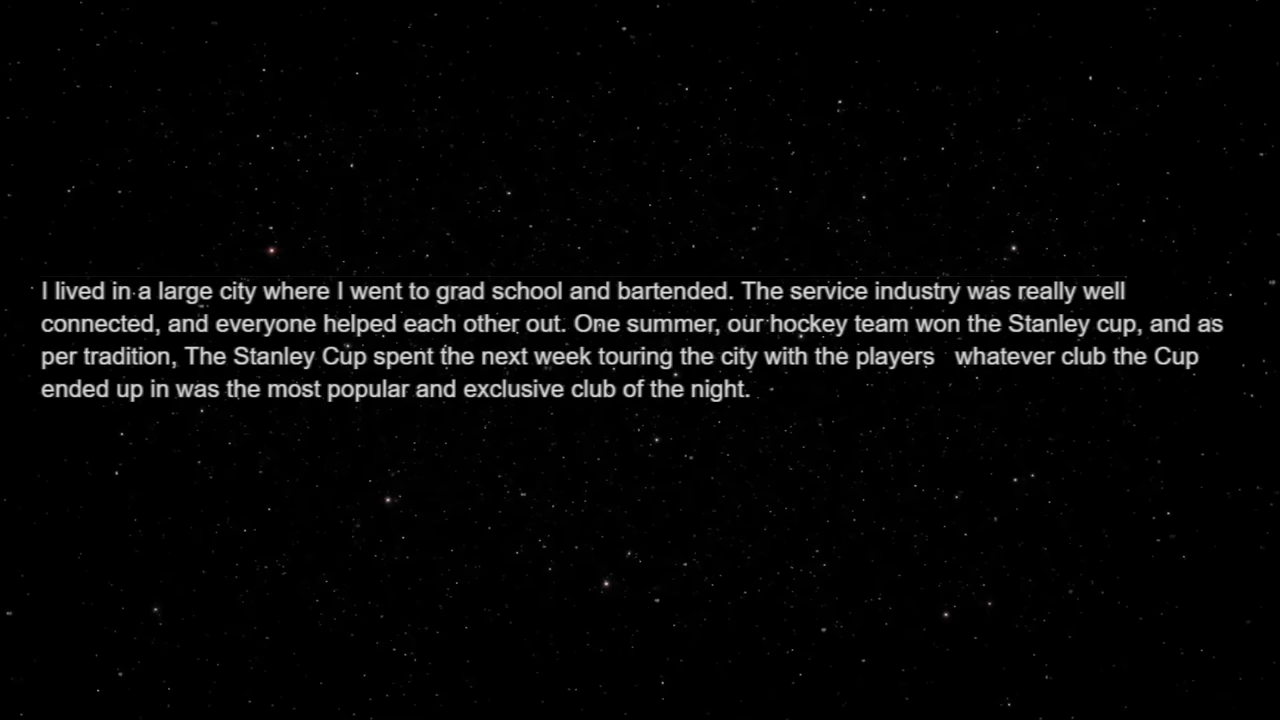 I lived in a large city where I went to grad school and bartended. The service industry was really well
connected, and everyone helped each other out. One summer, our hockey team won the Stanley cup, and as
per tradition, The Stanley Cup spent the next week touring the city with the players   whatever club the Cup
ended up in was the most popular and exclusive club of the night.